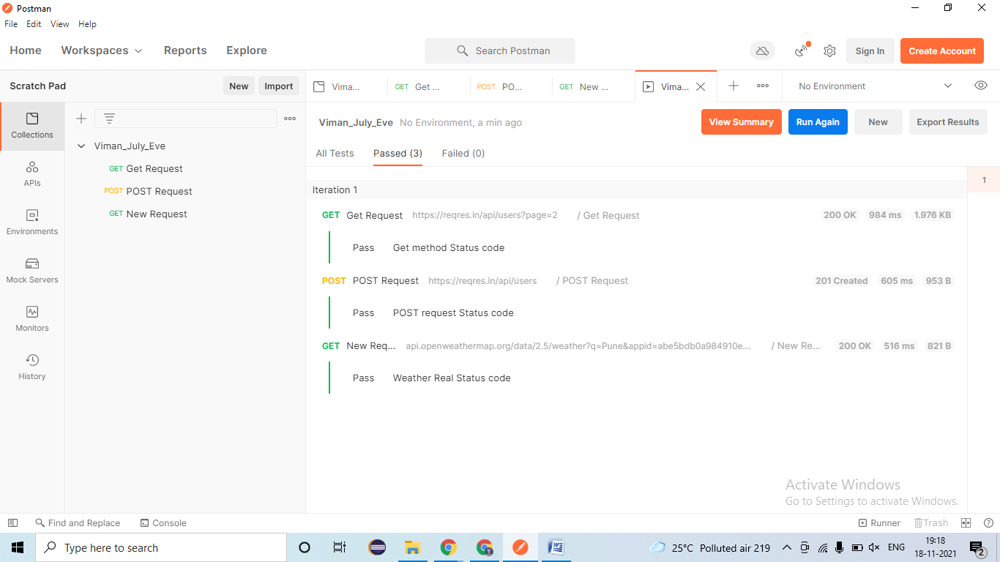 Postman
File Edit View Help
Home Workspaces Reports Explore Search Postman Sign In Create Account
Scratch Pad New Import Vima... GET Get ... POST PO... GET New ... Vima... No Environment
Collections
APIs
Environments
Mock Servers
Monitors
History
Viman_July_Eve
GET Get Request
POST POST Request
GET New Request
Viman_July_Eve No Environment, a min ago View Summary Run Again New Export Results
All Tests Passed (3) Failed (0)
1
Iteration 1
GET Get Request https://reqres.in/api/users?page=2 / Get Request 200 OK 984 ms 1.976 KB
Pass Get method Status code
POST POST Request https://reqres.in/api/users / POST Request 201 Created 605 ms 953 B
Pass POST request Status code
GET New Req... api.openweathermap.org/data/2.5/weather?q=Pune&appid=abe5bdb0a984910e... / New Re... 200 OK 516 ms 821 B
Pass Weather Real Status code
Activate Windows
Go to Settings to activate Windows.
Find and Replace Console Runner Trash
Type here to search 25°C Polluted air 219 ENG 19:18
18-11-2021 2